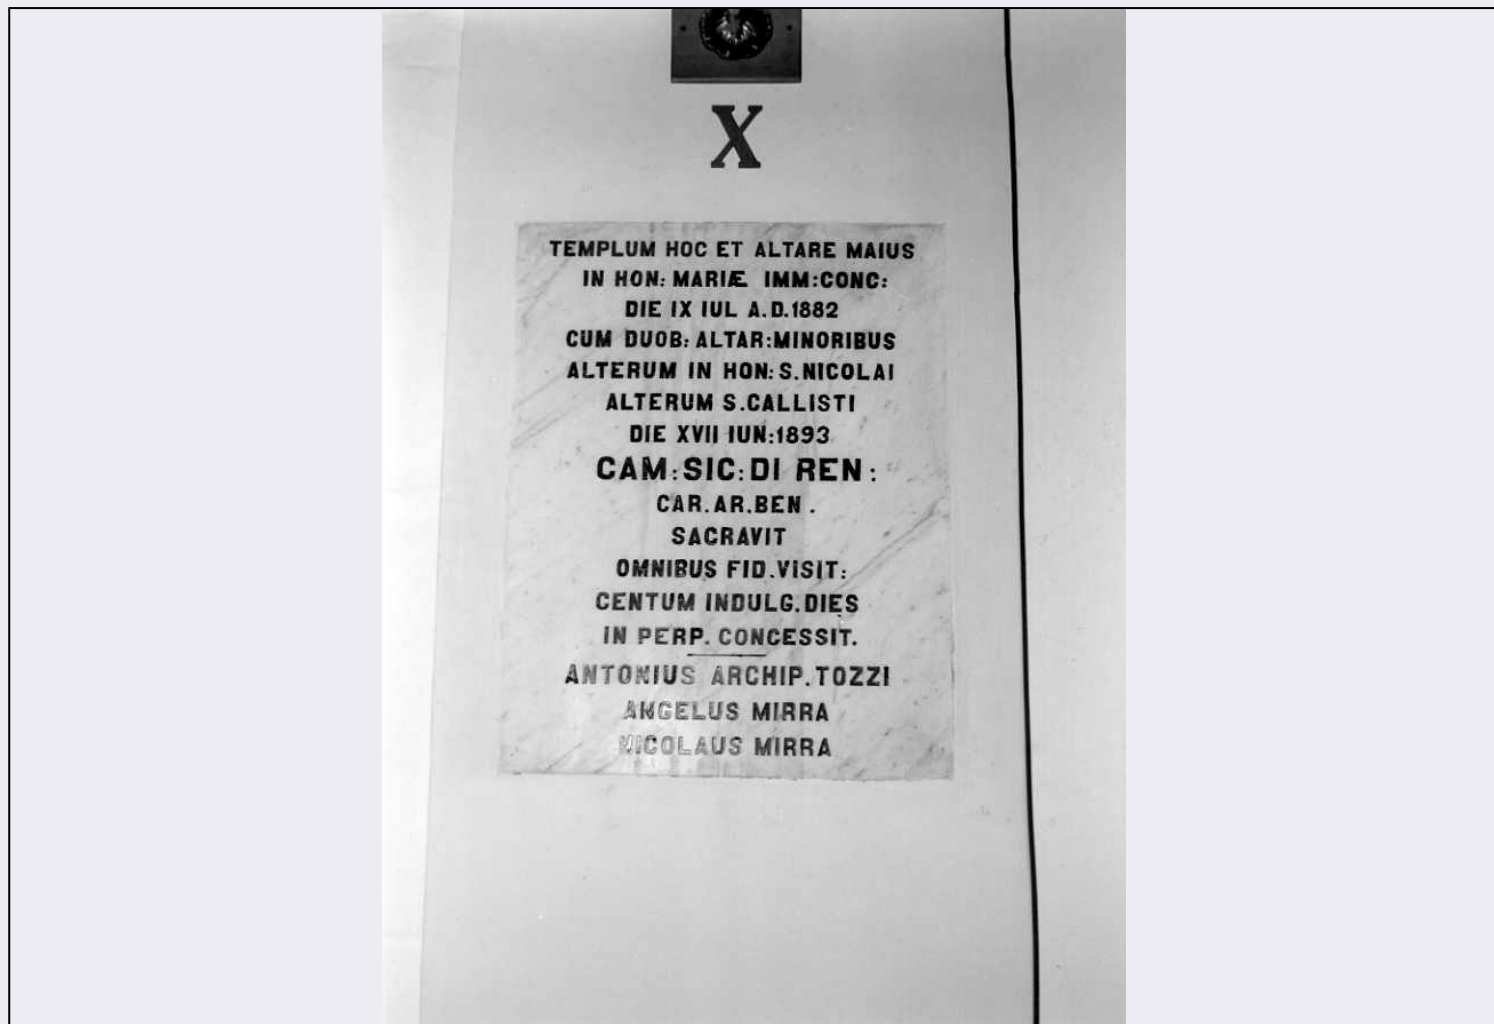 X
TEMPLUM HOC ET ALTARE MAIUS
IN HON: MARIÆ IMM:CONC:
DIE IX IUL A.D.1882
CUM DUOB: ALTAR:MINORIBUS
ALTERUM IN HON: S.NICOLAI
ALTERUM S.CALLISTI
DIE XVII IUN:1893
CAM:SIC:DI REN:
CAR.AR.BEN.
SACRAVIT
OMNIBUS FID.VISIT:
CENTUM INDULG.DIES
IN PERP. CONCESSIT.
ANTONIUS ARCHIP.TOZZI
ANGELUS MIRRA
NICOLAUS MIRRA